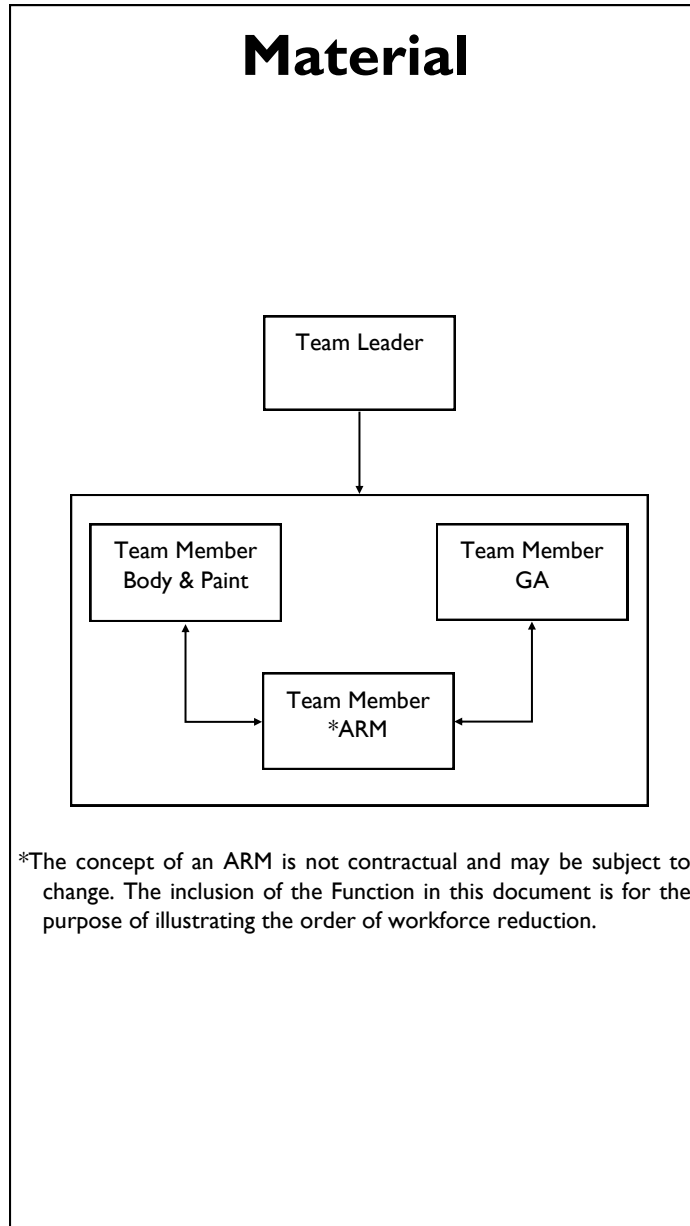 Material
Team Leader
Team Member
Body & Paint
Team Member
GA
Team Member
*ARM
*The concept of an ARM is not contractual and may be subject to
change. The inclusion of the Function in this document is for the
purpose of illustrating the order of workforce reduction.